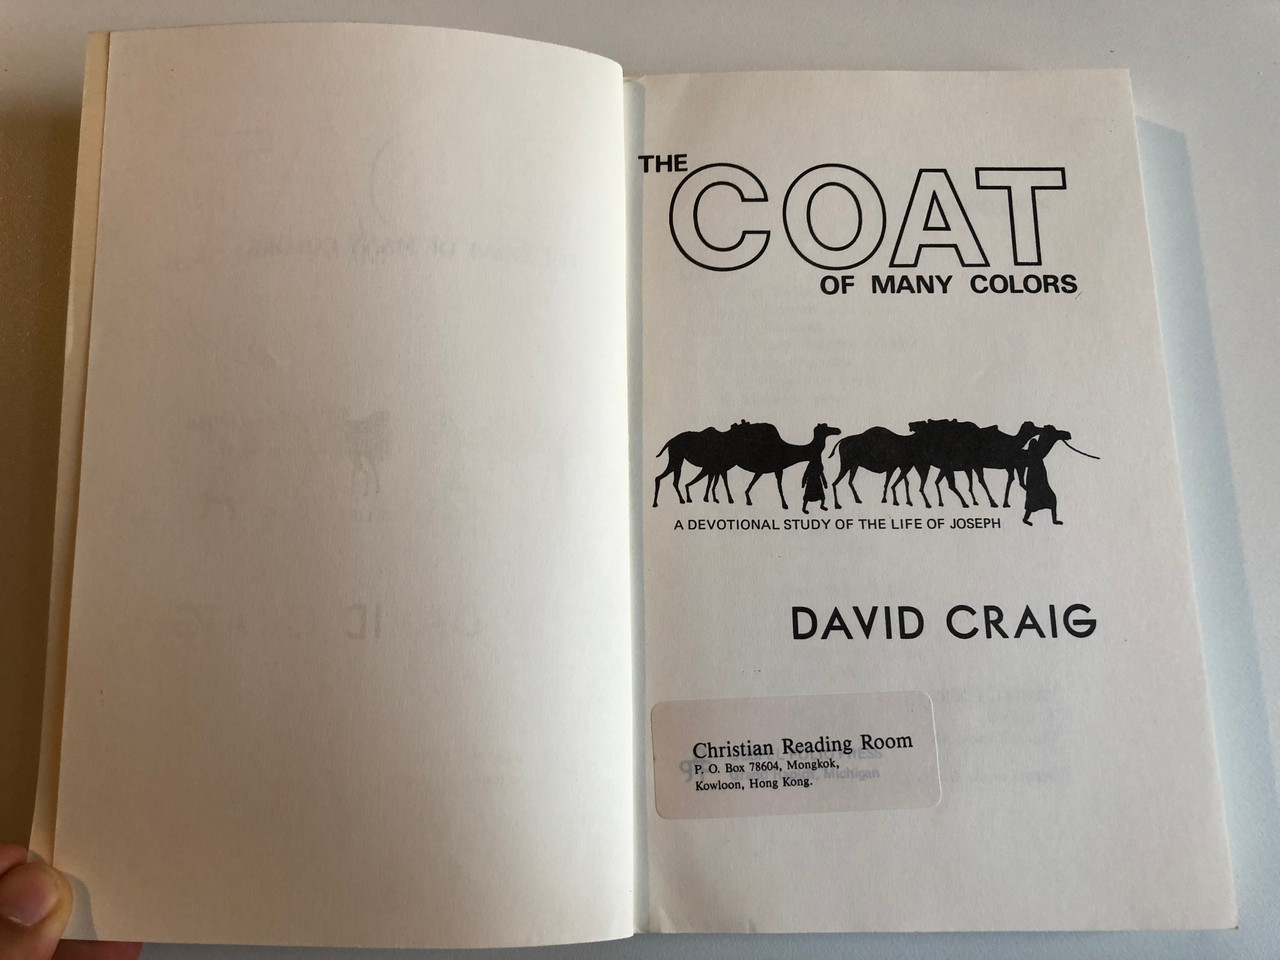 THE
COAT
OF MANY COLORS
A DEVOTIONAL STUDY OF THE LIFE OF JOSEPH
DAVID CRAIG
Christian Reading Room
P. O. Box 78604, Mongkok,
Kowloon, Hong Kong.
Michigan